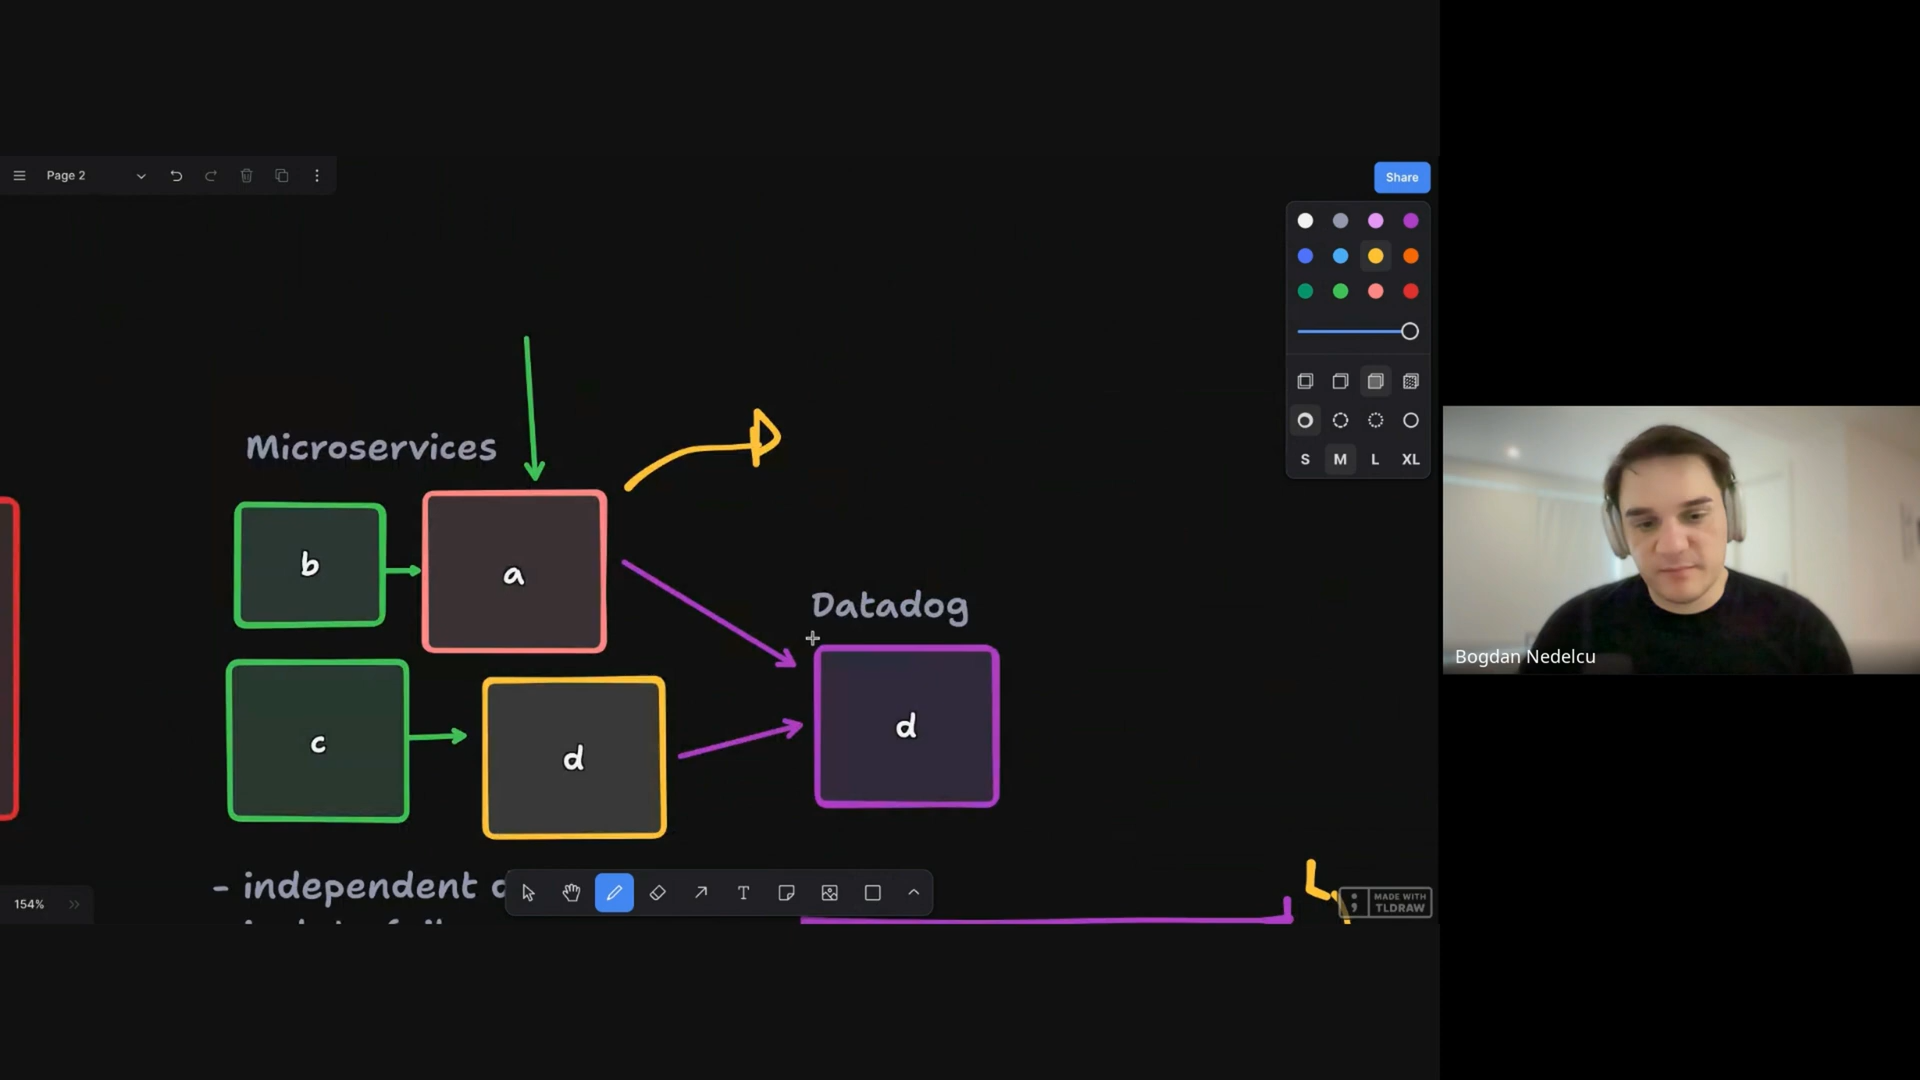 Page 2
Share
S M L XL
Microservices
b
a
Datadog
c
d
d
- independent
154%
MADE WITH
TLDRAW
Bogdan Nedelcu